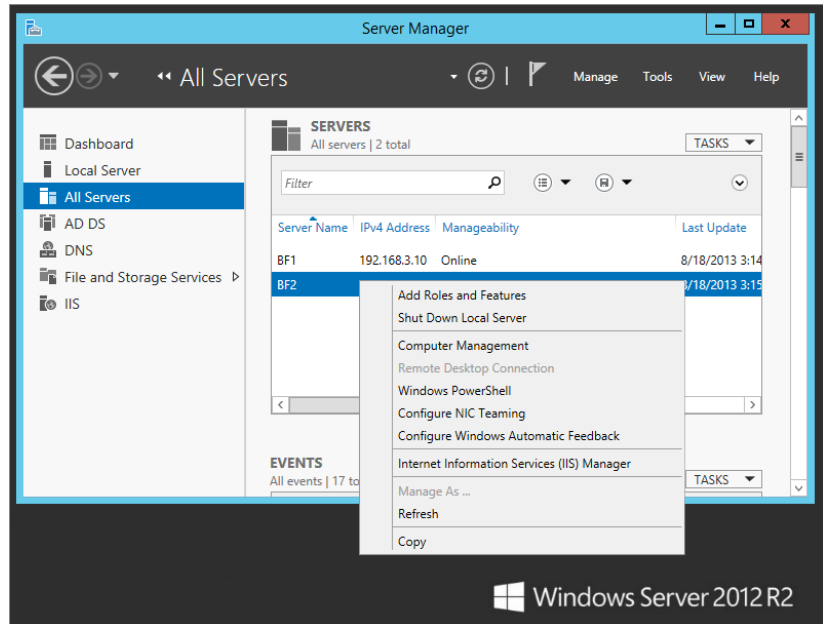 Server Manager
All Servers
Manage Tools View Help
Dashboard
Local Server
All Servers
AD DS
DNS
File and Storage Services
IIS
SERVERS
All servers | 2 total
TASKS
Filter
Server Name IPv4 Address Manageability Last Update
BF1 192.168.3.10 Online 8/18/2013 3:14
BF2 8/18/2013 3:15
Add Roles and Features
Shut Down Local Server
Computer Management
Remote Desktop Connection
Windows PowerShell
Configure NIC Teaming
Configure Windows Automatic Feedback
Internet Information Services (IIS) Manager
Manage As ...
Refresh
Copy
EVENTS
All events | 17 to
TASKS
Windows Server 2012 R2